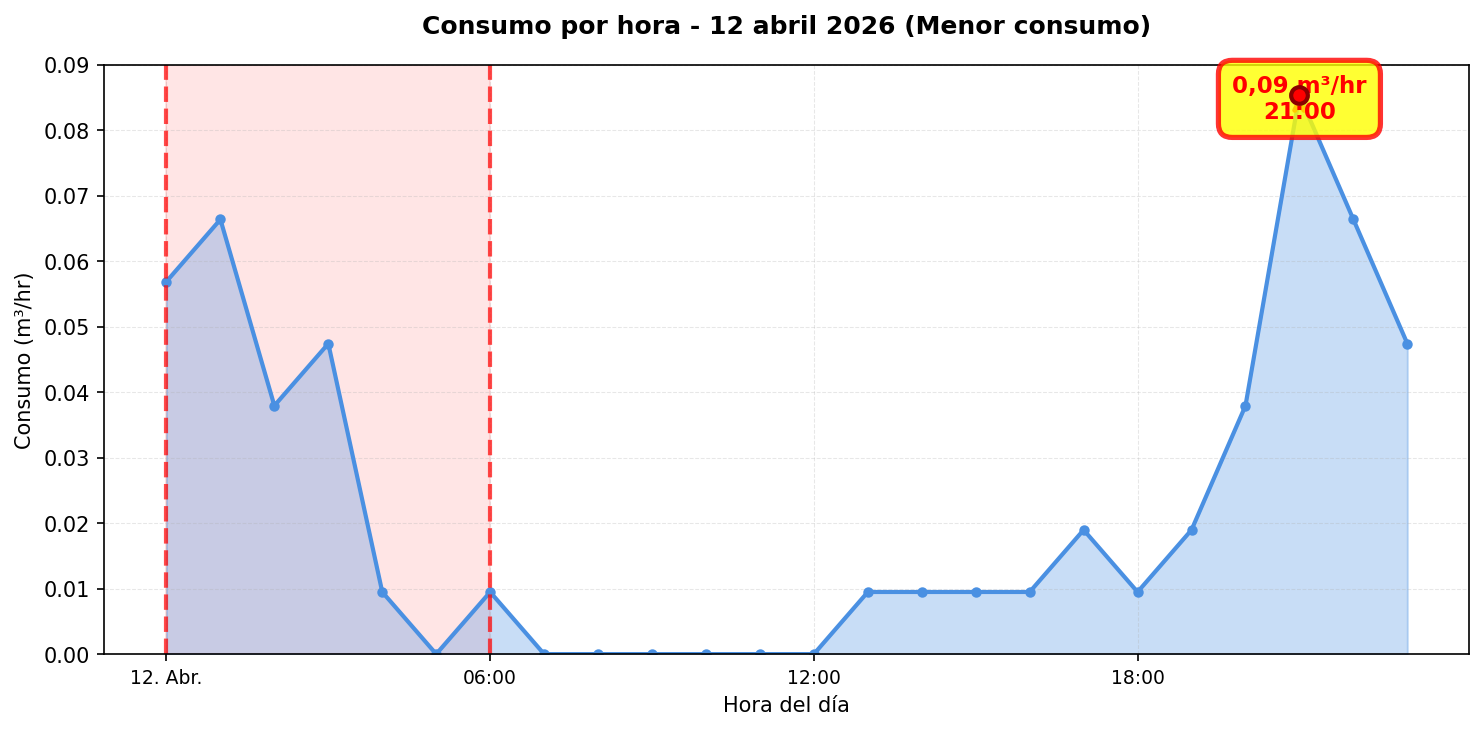 Consumo por hora - 12 abril 2026 (Menor consumo)
0.09
0.08
0.07
0.06
0.05
0.04
0.03
0.02
0.01
0.00
Consumo (m³/hr)
0,09 m³/hr
21:00
12. Abr.
06:00
12:00
18:00
Hora del día